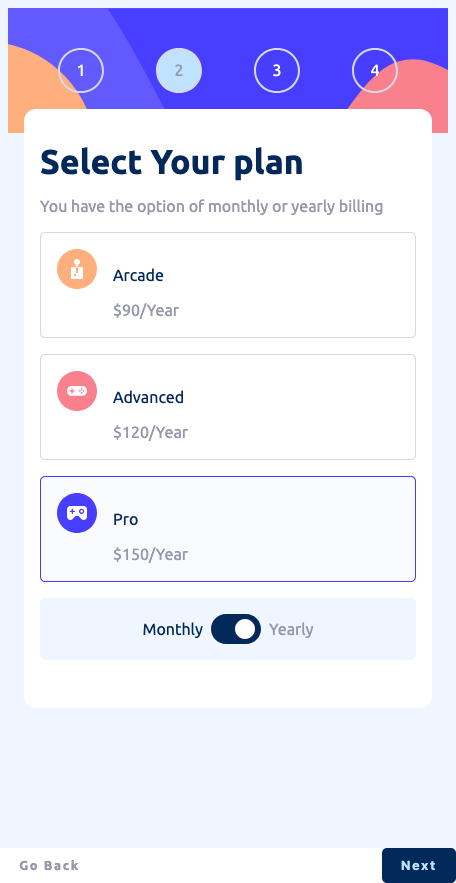 1 2 3 4
Select Your plan
You have the option of monthly or yearly billing
Arcade
$90/Year
Advanced
$120/Year
Pro
$150/Year
Monthly Yearly
Go Back Next